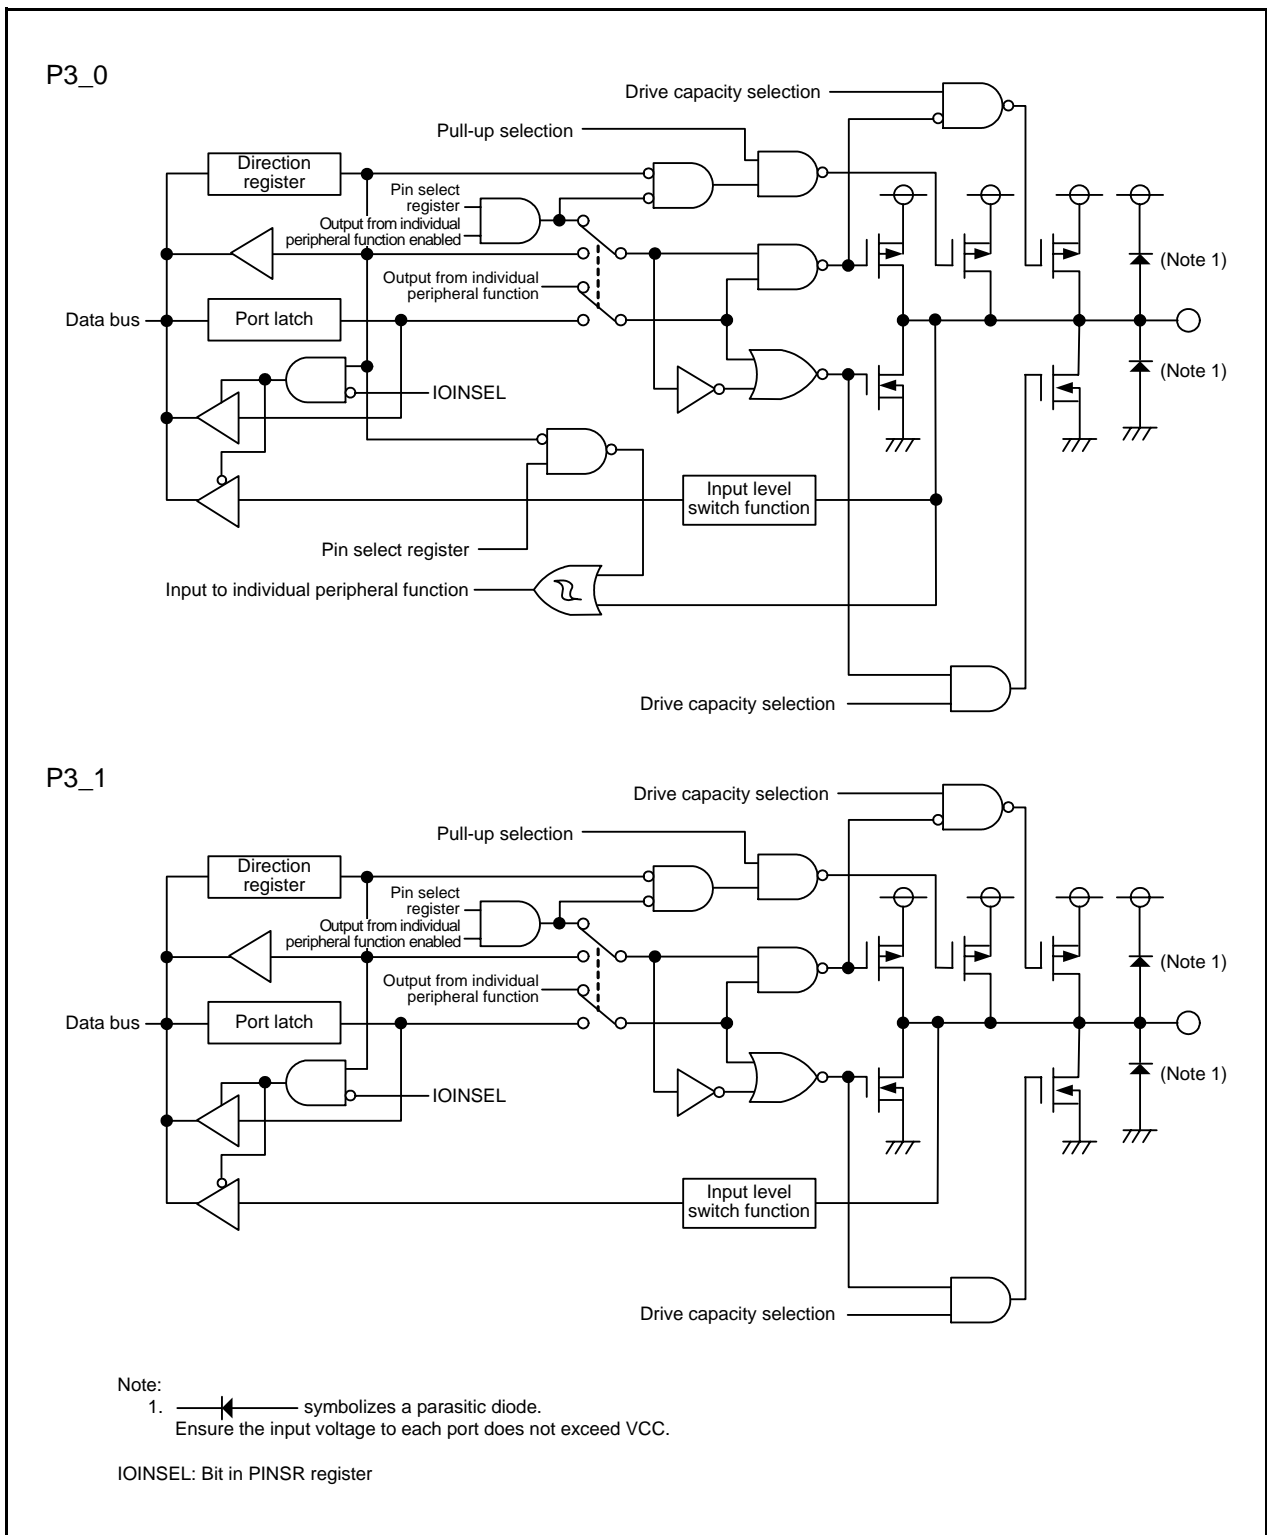 P3_0
Drive capacity selection
Pull-up selection
Direction
register
Pin select
register
Output from individual
peripheral function enabled
Output from individual
peripheral function
(Note 1)
Data bus
Port latch
(Note 1)
IOINSEL
Input level
switch function
Pin select register
Input to individual peripheral function
Drive capacity selection
P3_1
Drive capacity selection
Pull-up selection
Direction
register
Pin select
register
Output from individual
peripheral function enabled
Output from individual
peripheral function
(Note 1)
Data bus
Port latch
(Note 1)
IOINSEL
Input level
switch function
Drive capacity selection
Note:
1. symbolizes a parasitic diode.
Ensure the input voltage to each port does not exceed VCC.
IOINSEL: Bit in PINSR register